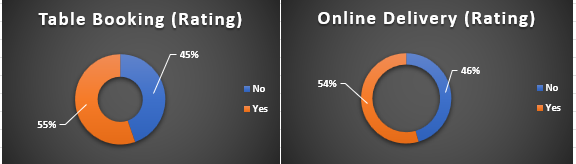 Table Booking (Rating)
45%
No
Yes
55%
Online Delivery (Rating)
46%
54%
No
Yes